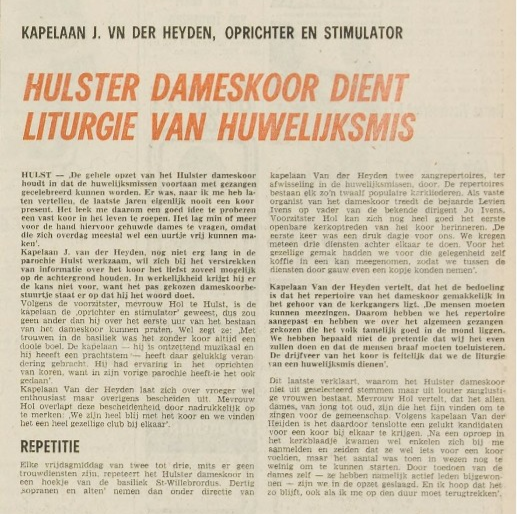 KAPELAAN J. VN DER HEYDEN, OPRICHTER EN STIMULATOR
HULSTER DAMESKOOR DIENT
LITURGIE VAN HUWELIJKSMIS
HULST — ‚De gehele opzet van het Hulster dameskoor
houdt in dat de huwelijksmissen voortaan met gezangen
gecelebreerd kunnen worden. Er was, naar ik me heb la-
ten vertellen, de laatste jaren eigenlijk nooit een koor
present. Het leek me daarom een goed idee te proberen
een vast koor in het leven te roepen. Het lag min of meer
voor de hand hiervoor gehuwde dames te vragen, omdat
die zich overdag meestal wel een uurtje vrij kunnen ma-
ken'.
Kapelaan J. van der Heyden, nog niet erg lang in de
parochie Hulst werkzaam, wil zich bij het verstrekken
van informatie over het koor het liefst zoveel mogelijk
op de achtergrond houden. In werkelijkheid krijgt hij er
de kans niet voor, want het pas gekozen dameskoorbe-
stuurtje staat er op dat hij het woord doet.
Volgens de voorzitster, mevrouw Hol te Hulst, is de
kapelaan de ‚oprichter en stimulator' geweest, dus zou
geen ander dan hij over het eerste uur van het bestaan
van het dameskoor kunnen praten. Wel zegt ze: ‚Met
trouwen in de basiliek was het zonder koor altijd een
dooie boel. De kapelaan — hij is ontzettend muzikaal en
hij heeft een prachtstem — heeft daar gelukkig veran-
dering gebracht. Hij had ervaring in het oprichten
van koren, want in zijn vorige parochie heeft-ie het ook
gedaan'.
Kapelaan Van der Heyden laat zich over vroeger wel
enthousiast maar overigens bescheiden uit. Mevrouw
Hol overlapt deze bescheidenheid door nadrukkelijk op
te merken: ‚We zijn heel blij met het koor en we vinden
het een heel gezellige club bij elkaar'.
REPETITIE
Elke vrijdagmiddag van twee tot drie, mits er geen
trouwdiensten zijn, repeteert het Hulster dameskoor in
een hoekje van de basiliek St-Willebrordus. Dertig
‚sopranen en alten' nemen dan onder directie van
kapelaan Van der Heyden twee zangrepertoires, ter
afwisseling in de huwelijksmissen, door. De repertoires
bestaan elk zo'n twaalf populaire kerkliederen. Als vaste
organist van het dameskoor treedt de bejaarde Levien
Ivens op vader van de bekende dirigent Jo Ivens,
Voorzitster Hol kan zich nog heel goed het eerste
openbare kerkoptreden van het koor herinneren. ‚De
eerste keer was een druk dagje voor ons. We kregen
meteen drie diensten achter elkaar te doen. Voor het
gezellige gemak hadden we voor die gelegenheid zelf
koffie in een kan meegenomen, zodat we tussen de
diensten door gauw even een kopje konden nemen'.
Kapelaan Van der Heyden vertelt, dat het de bedoeling
is dat het repertoire van het dameskoor gemakkelijk in
het gehoor van de kerkgangers ligt. ‚De mensen moeten
kunnen meezingen. Daarom hebben we het repertoire
aangepast en hebben we over het algemeen gezangen
gekozen die het volk tamelijk goed in de mond liggen.
We hebben bepaald niet de pretentie dat wij het even
zullen doen en dat de mensen braaf moeten toeluisteren.
De drijfveer van het koor is feitelijk dat we de liturgie
van een huwelijksmis dienen'.
Dit laatste verklaart, waarom het Hulster dameskoor
niet uit geselecteerd stemmen maar uit louter zanglusti-
ge vrouwen bestaat. Mevrouw Hol vertelt, dat het allen
dames, van jong tot oud, zijn die het fijn vinden om te
zingen voor de gemeenschap. Volgens kapelaan Van der
Heijden is het daardoor tenslotte een gelukt kandidaten
voor een koor bij elkaar te krijgen. ‚Na een oproep in
het kerkblaadje kwamen wel enkelen zich bij me
aanmelden en zeiden dat ze wel iets voor een koor
voelden, maar het aantal was toen in wezen nog te
weinig om te kunnen starten. Door toedoen van de
dames zelf — ze hebben namelijk actief leden bijgewon-
nen — zijn we in de opzet geslaagd. En ik hoop dat het
zo blijft, ook als ik me op den duur moet terugtrekken',